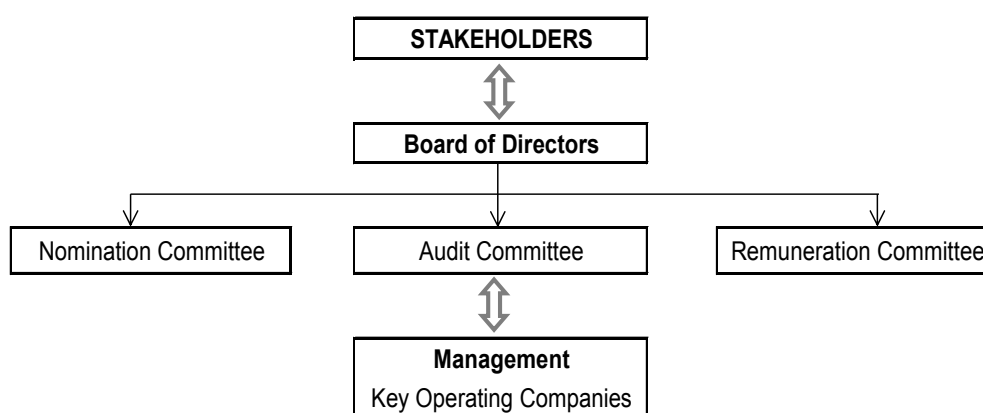 STAKEHOLDERS
Board of Directors
Nomination Committee
Audit Committee
Remuneration Committee
Management
Key Operating Companies